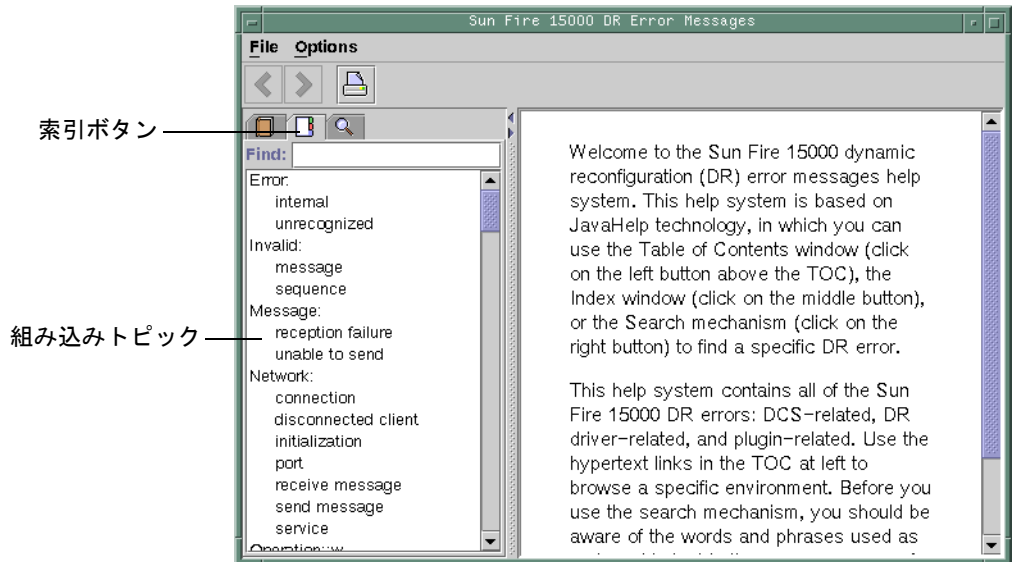 Sun Fire 15000 DR Error Messages
File Options
索引ボタン
Find:
Error:
internal
unrecognized
Invalid:
message
sequence
組み込みトピック
Message:
reception failure
unable to send
Network:
connection
disconnected client
initialization
port
receive message
send message
service
Operation::w
Welcome to the Sun Fire 15000 dynamic
reconfiguration (DR) error messages help
system. This help system is based on
JavaHelp technology, in which you can
use the Table of Contents window (click
on the left button above the TOC), the
Index window (click on the middle button),
or the Search mechanism (click on the
right button) to find a specific DR error.
This help system contains all of the Sun
Fire 15000 DR errors: DCS-related, DR
driver-related, and plugin-related. Use the
hypertext links in the TOC at left to
browse a specific environment. Before you
use the search mechanism, you should be
aware of the words and phrases used as